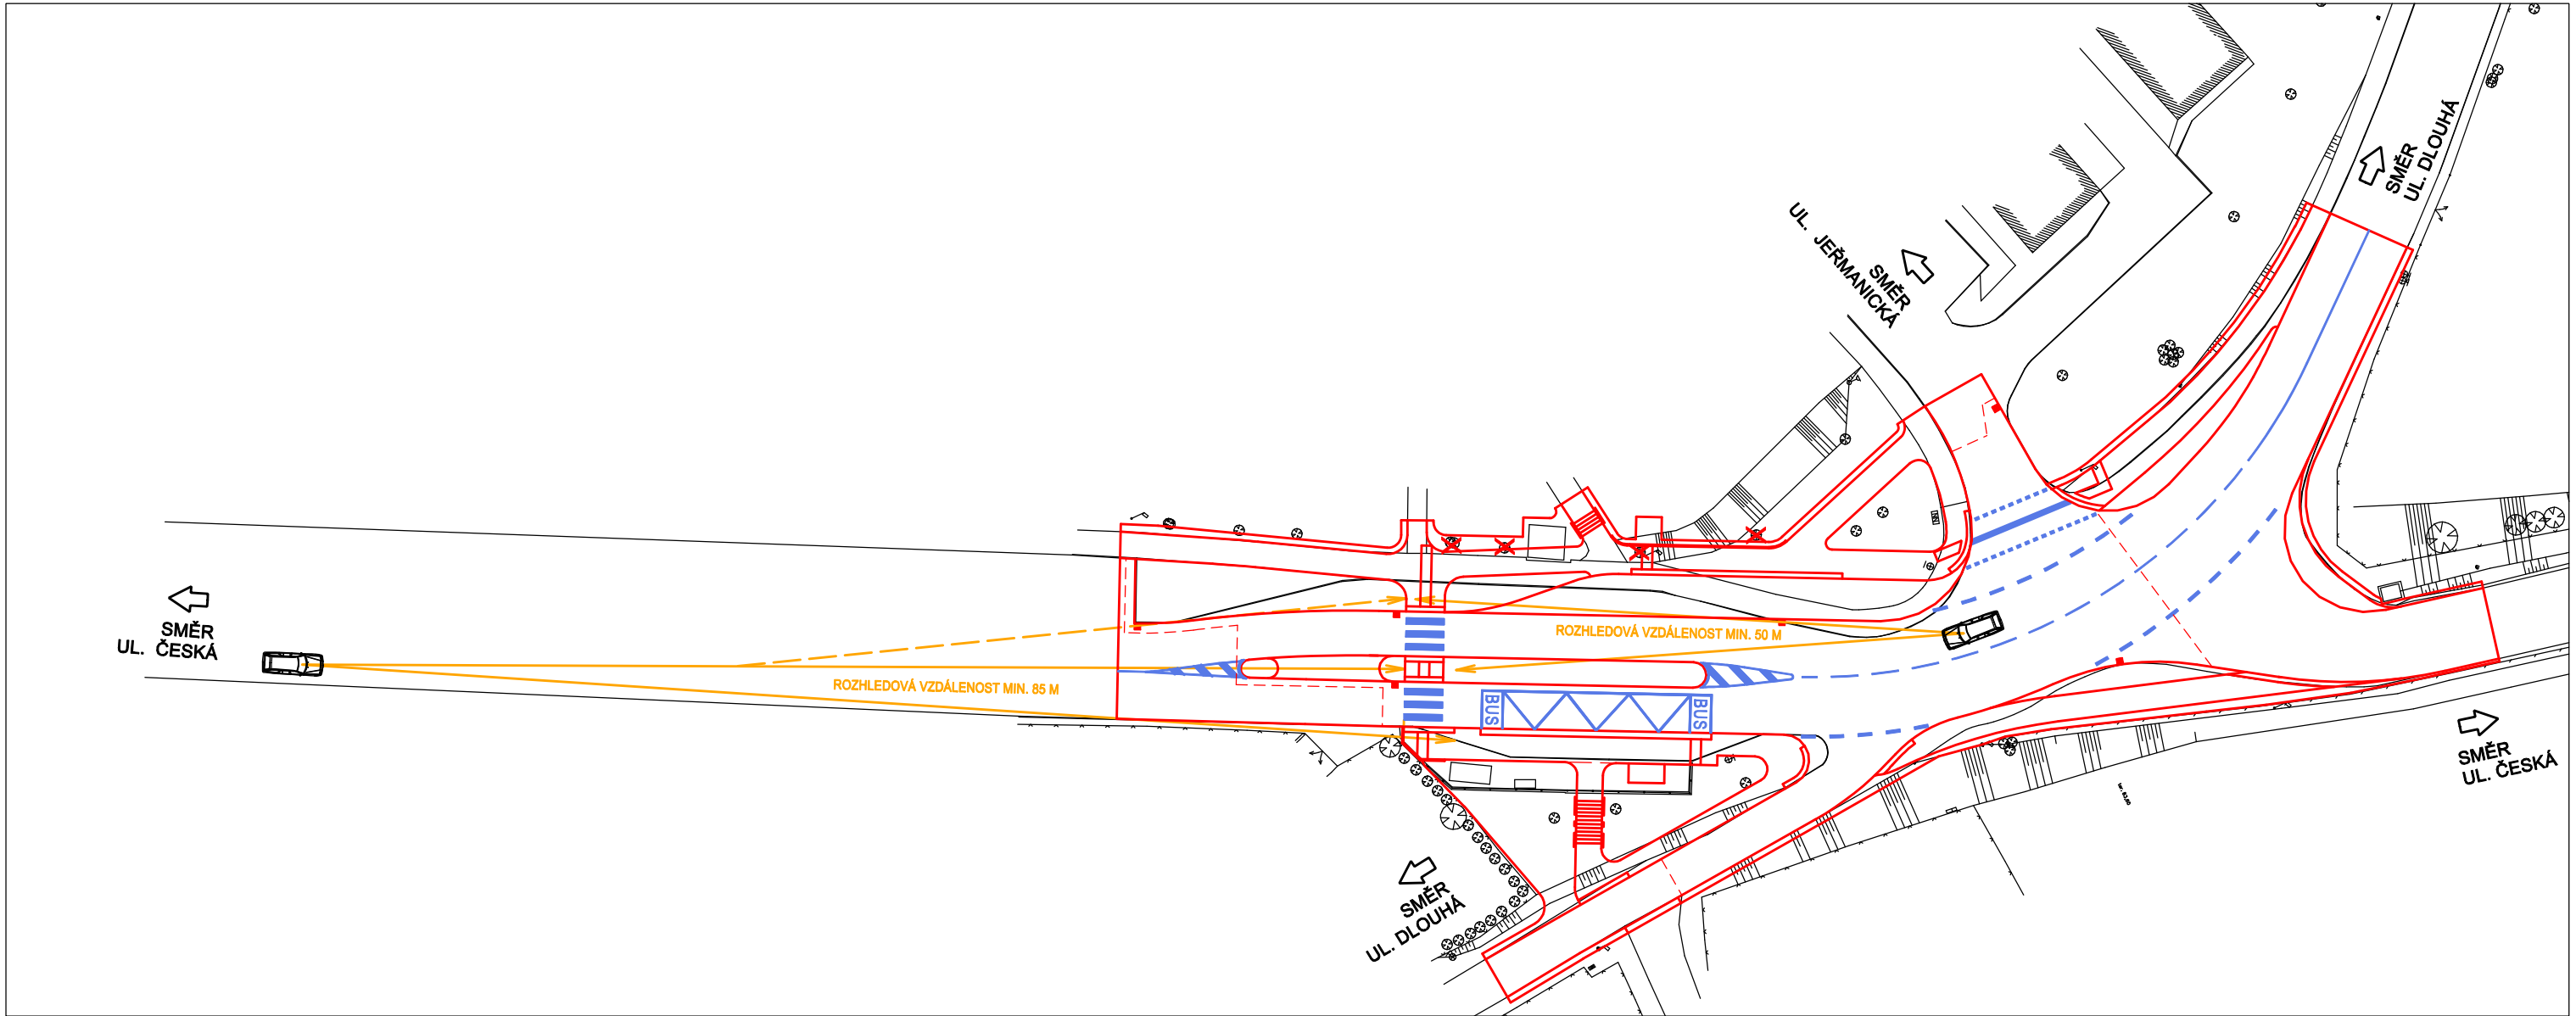 SMĚR
UL. DLOUHÁ
UL. JEŘMANICKÁ
SMĚR
SMĚR
UL. ČESKÁ
ROZHLEDOVÁ VZDÁLENOST MIN. 50 M
ROZHLEDOVÁ VZDÁLENOST MIN. 85 M
BUS
BUS
SMĚR
UL. ČESKÁ
SMĚR
UL. DLOUHÁ